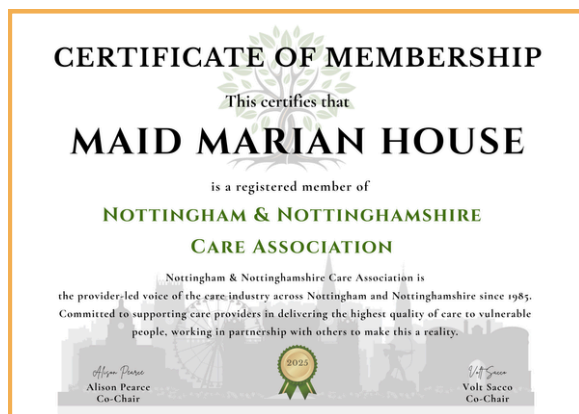 CERTIFICATE OF MEMBERSHIP
This certifies that
MAID MARIAN HOUSE
is a registered member of
NOTTINGHAM & NOTTINGHAMSHIRE
CARE ASSOCIATION
Nottingham & Nottinghamshire Care Association is
the provider-led voice of the care industry across Nottingham and Nottinghamshire since 1985.
Committed to supporting care providers in delivering the highest quality of care to vulnerable
people, working in partnership with others to make this a reality.
2025
Alison Pearce
Volt Sacco
Alison Pearce
Volt Sacco
Co-Chair
Co-Chair